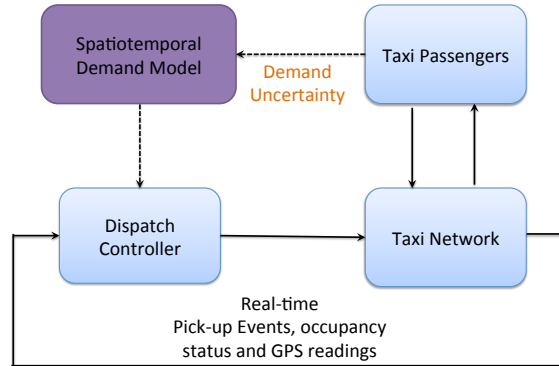 Spatiotemporal
Demand Model
Taxi Passengers
Demand
Uncertainty
Dispatch
Controller
Taxi Network
Real-time
Pick-up Events, occupancy
status and GPS readings